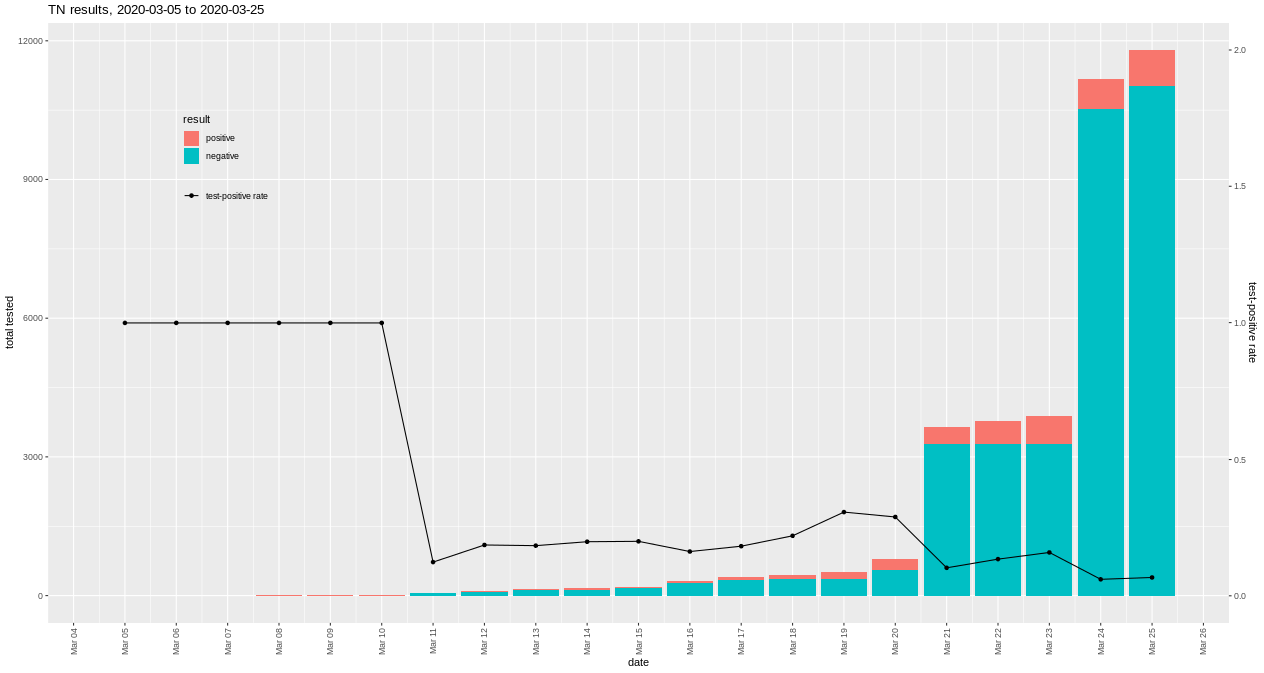 TN results, 2020-03-05 to 2020-03-25
12000
9000
6000
3000
0
total tested
result
positive
negative
test-positive rate
2.0
1.5
1.0
0.5
0.0
test-positive rate
Mar 04
Mar 05
Mar 06
Mar 07
Mar 08
Mar 09
Mar 10
Mar 11
Mar 12
Mar 13
Mar 14
Mar 15
Mar 16
Mar 17
Mar 18
Mar 19
Mar 20
Mar 21
Mar 22
Mar 23
Mar 24
Mar 25
Mar 26
date